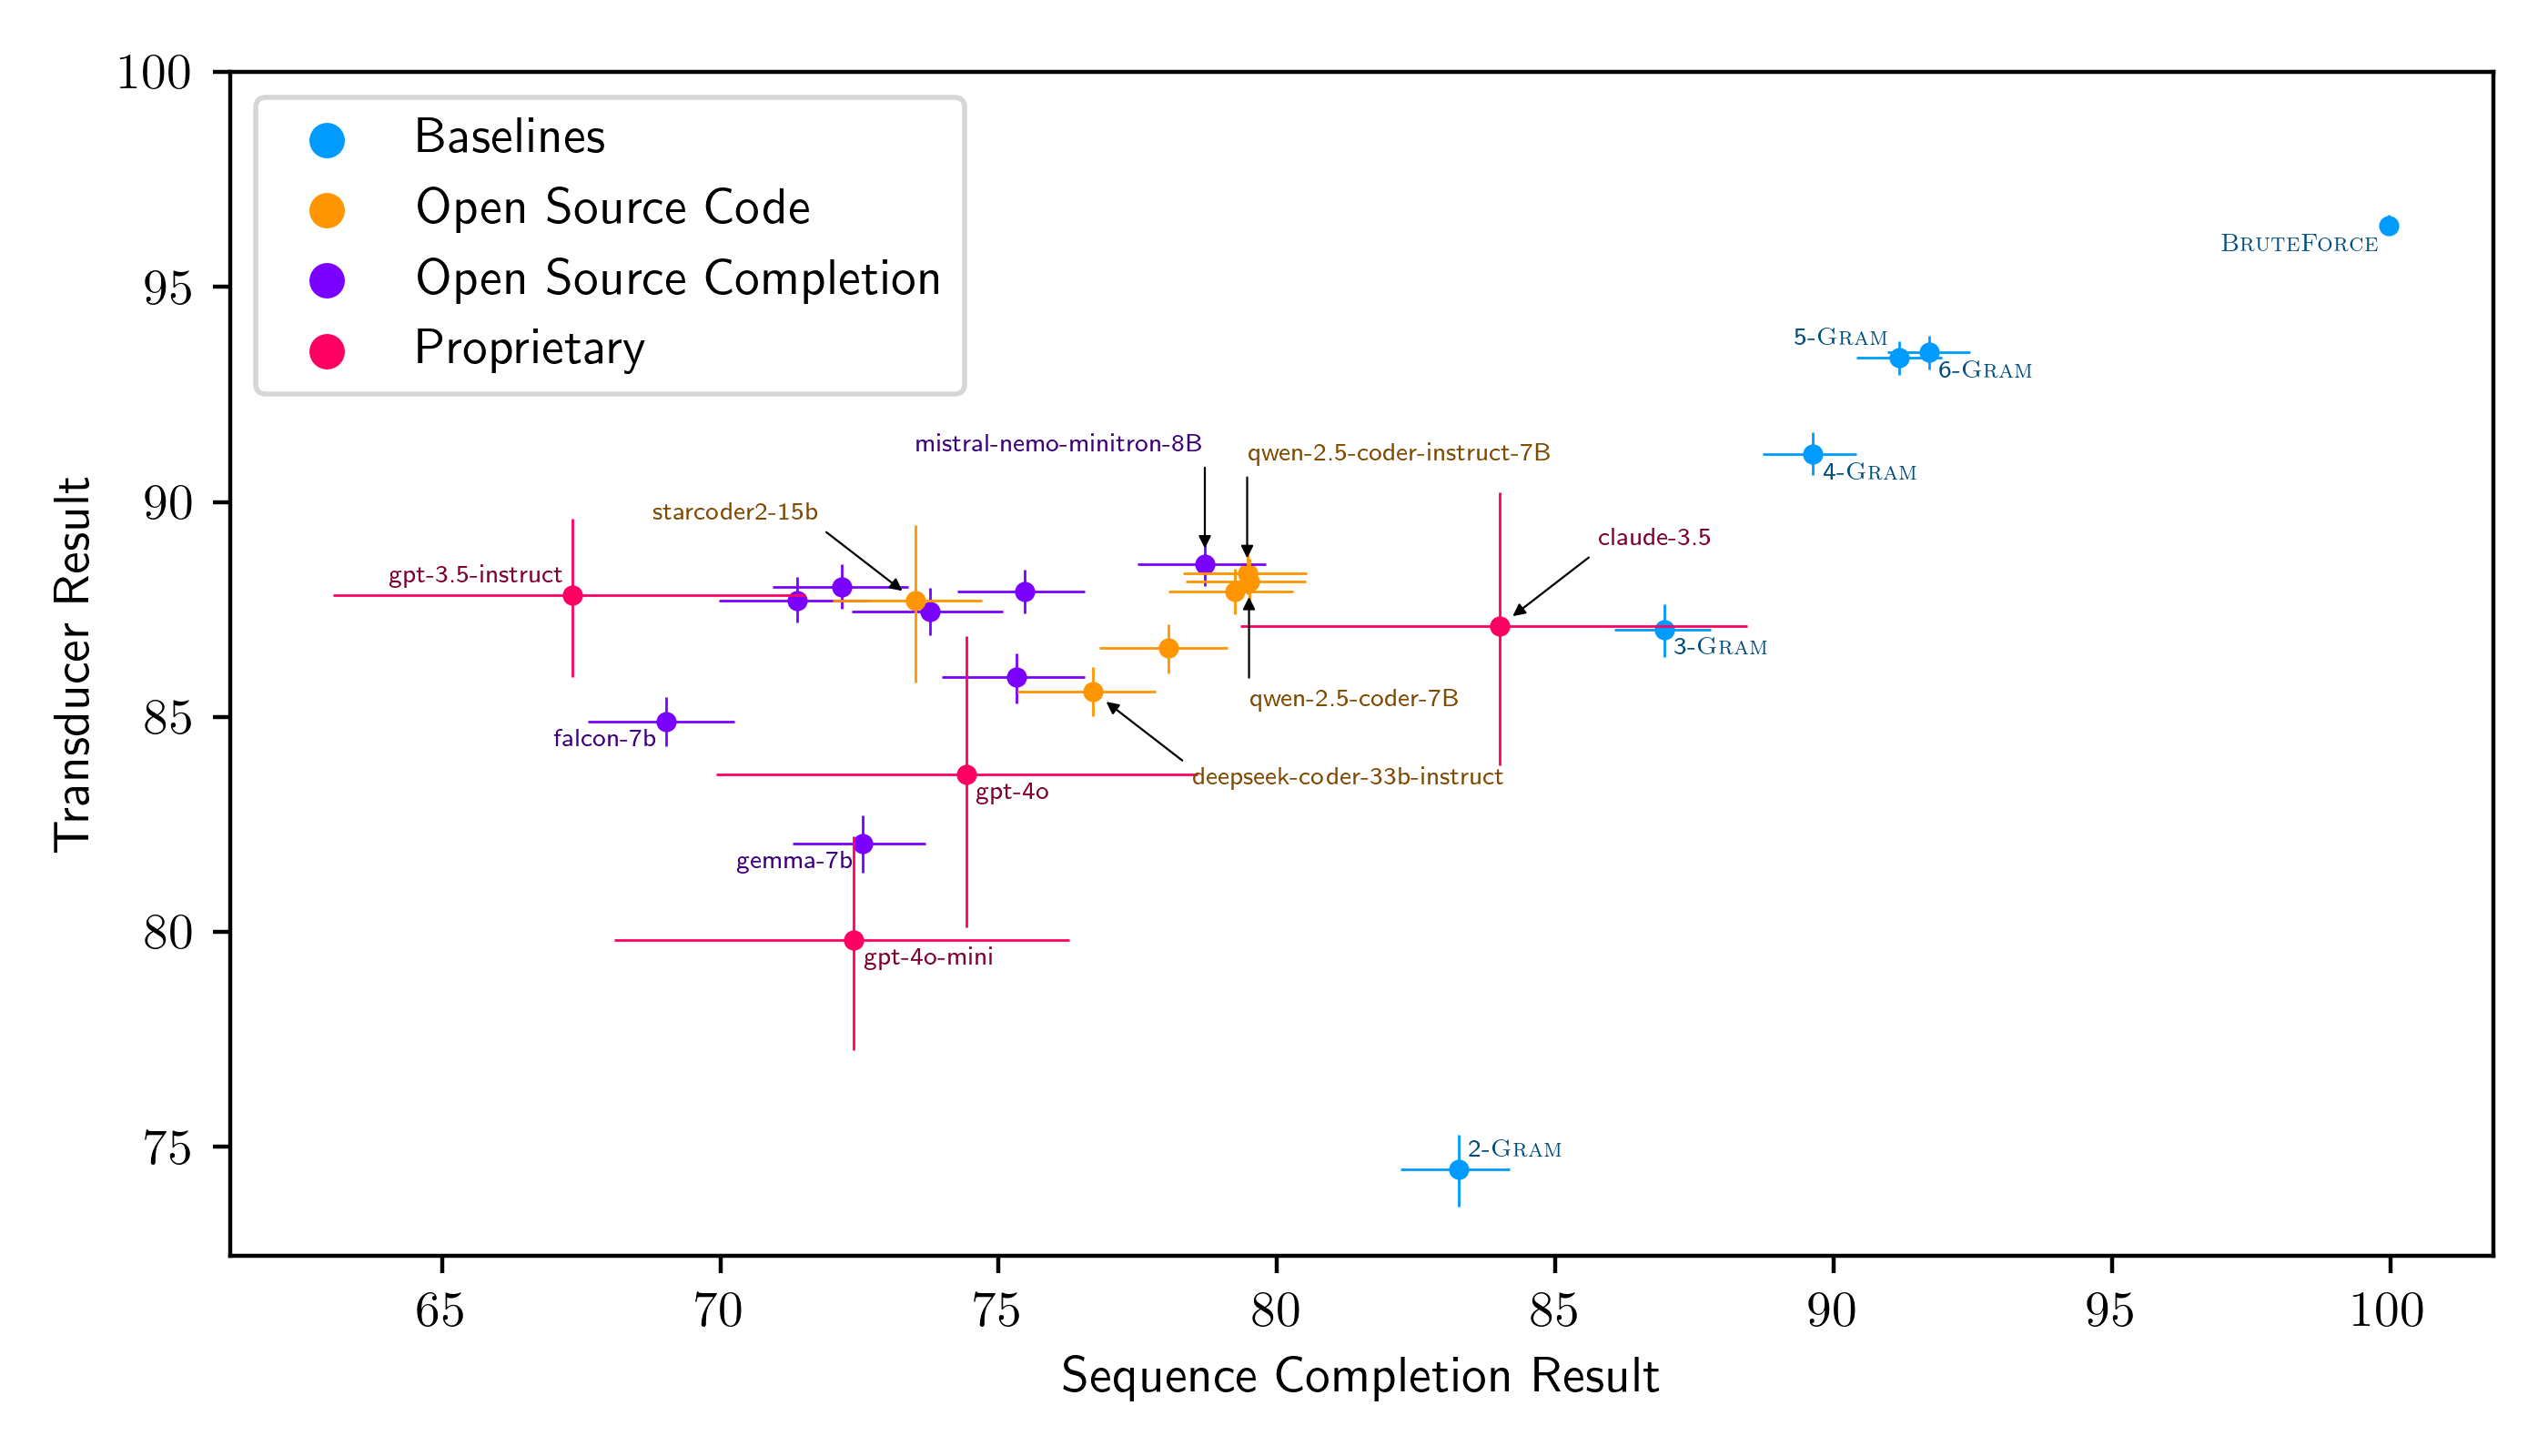 100
95
90
85
80
75
Transducer Result
Baselines
Open Source Code
Open Source Completion
Proprietary
BruteForce
5-Gram
6-Gram
mistral-nemo-minitron-8B
qwen-2.5-coder-instruct-7B
4-Gram
starcoder2-15b
claude-3.5
gpt-3.5-instruct
3-Gram
qwen-2.5-coder-7B
falcon-7b
deepseek-coder-33b-instruct
gpt-4o
gemma-7b
gpt-4o-mini
2-Gram
65 70 75 80 85 90 95 100
Sequence Completion Result